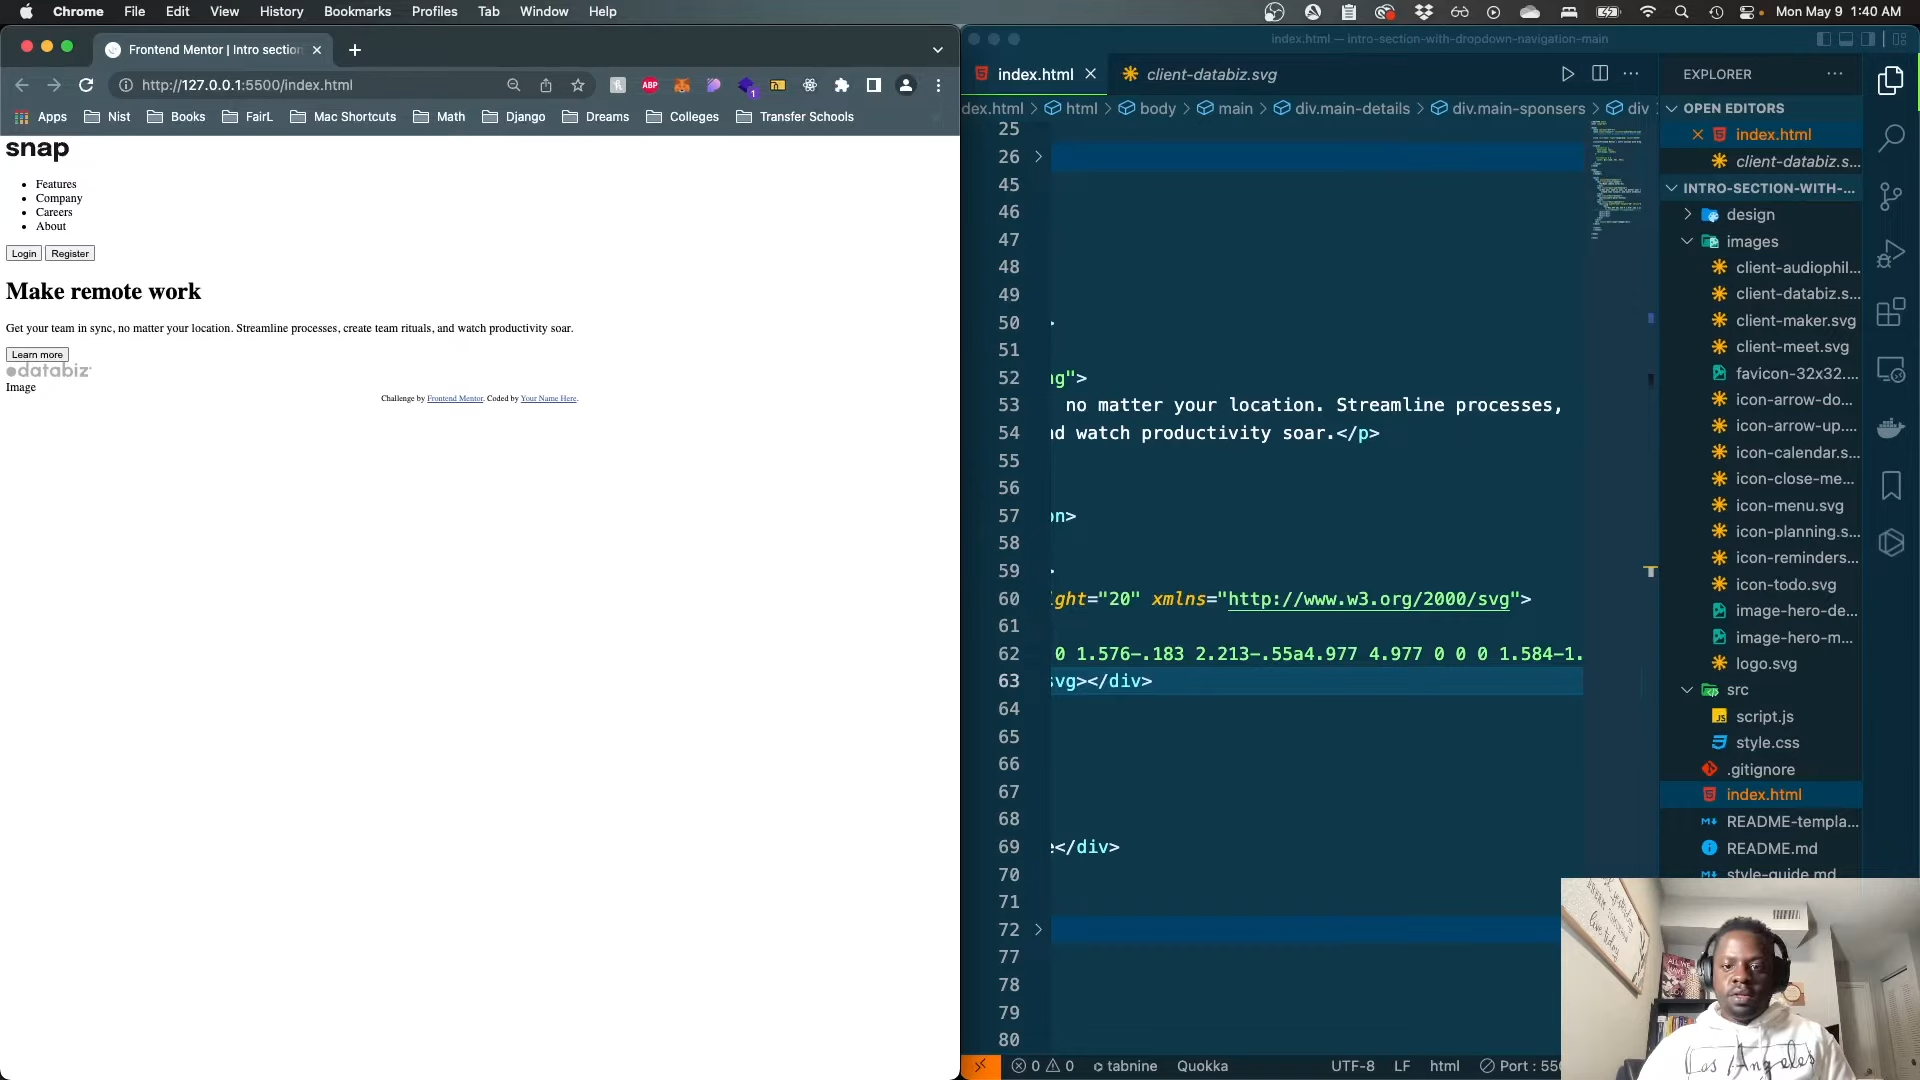 Chrome File Edit View History Bookmarks Profiles Tab Window Help
Mon May 9 1:40 AM
Frontend Mentor | Intro section
http://127.0.0.1:5500/index.html
ABP
1
Apps Nist Books FairL Mac Shortcuts Math Django Dreams Colleges Transfer Schools
snap
Features
Company
Careers
About
Login Register
Make remote work
Get your team in sync, no matter your location. Streamline processes, create team rituals, and watch productivity soar.
Learn more
databiz
Image
Challenge by Frontend Mentor. Coded by Your Name Here.
index.html — intro-section-with-dropdown-navigation-main
index.html client-databiz.svg
dex.html > html > body > main > div.main-details > div.main-sponsers > div
25
26
45
46
47
48
49
50 >
51
52 ng">
53 no matter your location. Streamline processes,
54 nd watch productivity soar.</p>
55
56
57 on>
58
59 >
60 ight="20" xmlns="http://www.w3.org/2000/svg">
61
62 0 1.576-.183 2.213-.55a4.977 4.977 0 0 0 1.584-1.
63 svg></div>
64
65
66
67
68
69 e</div>
70
71
72
77
78
79
80
0 0 tabnine Quokka UTF-8 LF html Port : 550
EXPLORER
OPEN EDITORS
index.html
client-databiz.s...
INTRO-SECTION-WITH-...
design
images
client-audiophil...
client-databiz.s...
client-maker.svg
client-meet.svg
favicon-32x32....
icon-arrow-do...
icon-arrow-up....
icon-calendar.s...
icon-close-me...
icon-menu.svg
icon-planning.s...
icon-reminders...
icon-todo.svg
image-hero-de...
image-hero-m...
logo.svg
src
script.js
style.css
.gitignore
index.html
README-templa...
README.md
style-guide.md
Los Angeles